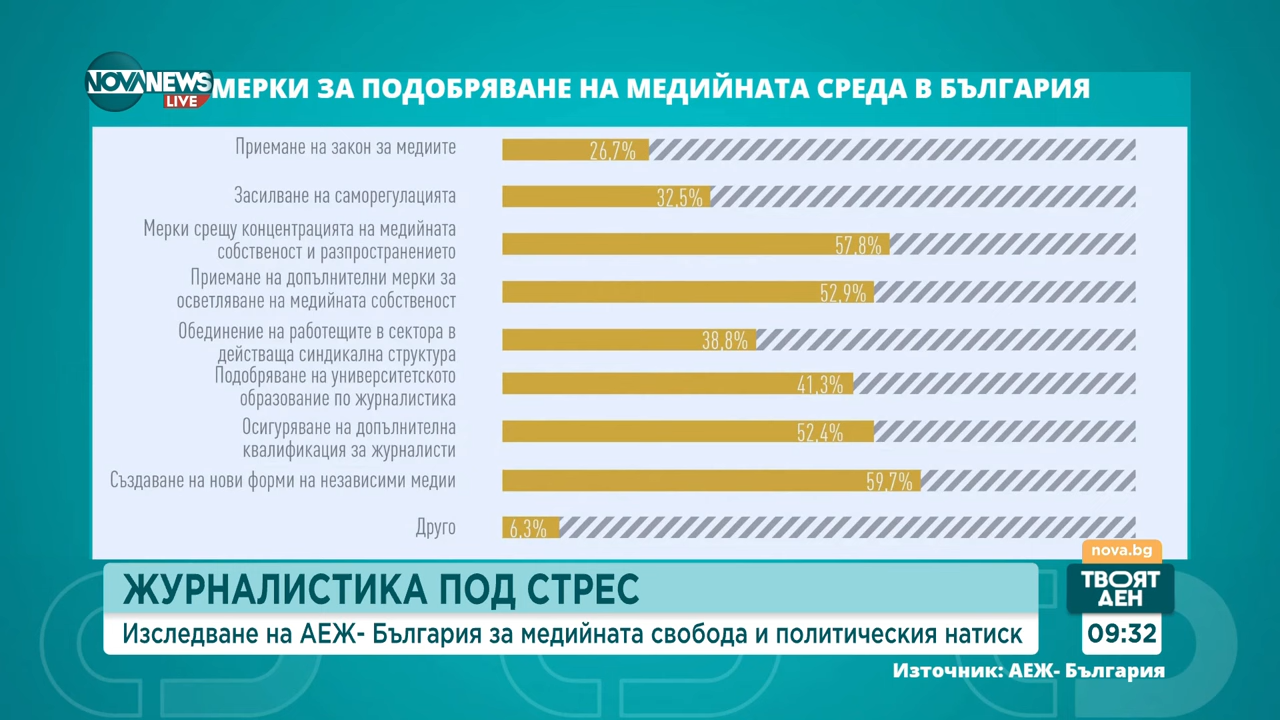 NOVANEWS
LIVE
МЕРКИ ЗА ПОДОБРЯВАНЕ НА МЕДИЙНАТА СРЕДА В БЪЛГАРИЯ
Приемане на закон за медиите
26,7%
Засилване на саморегулацията
32,5%
Мерки срещу концентрацията на медийната
собственост и разпространението
57,8%
Приемане на допълнителни мерки за
осветляване на медийната собственост
52,9%
Обединение на работещите в сектора в
действаща синдикална структура
38,8%
Подобряване на университетското
образование по журналистика
41,3%
Осигуряване на допълнителна
квалификация за журналисти
52,4%
Създаване на нови форми на независими медии
59,7%
Друго
6,3%
nova.bg
ЖУРНАЛИСТИКА ПОД СТРЕС
ТВОЯТ
ДЕН
Изследване на АЕЖ- България за медийната свобода и политическия натиск
09:32
Източник: АЕЖ- България